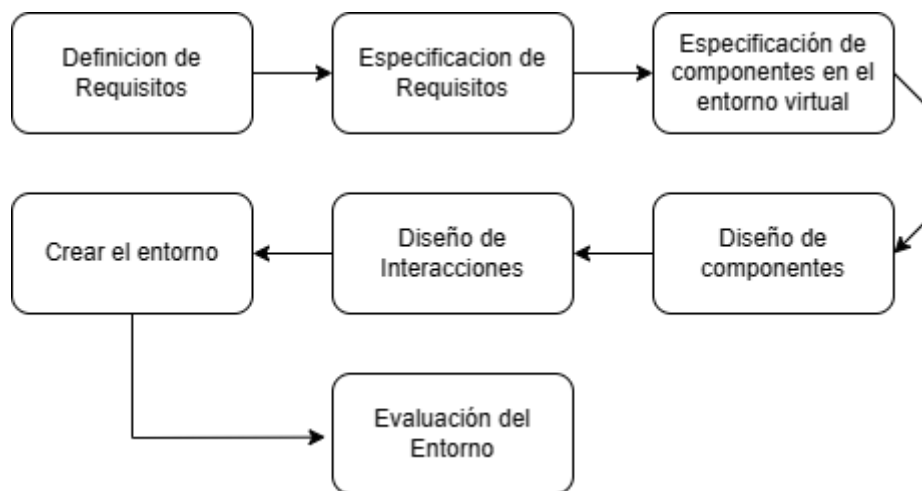 Definicion de
Requisitos
Especificacion de
Requisitos
Especificación de
componentes en el
entorno virtual
Crear el entorno
Diseño de
Interacciones
Diseño de
componentes
Evaluación del
Entorno